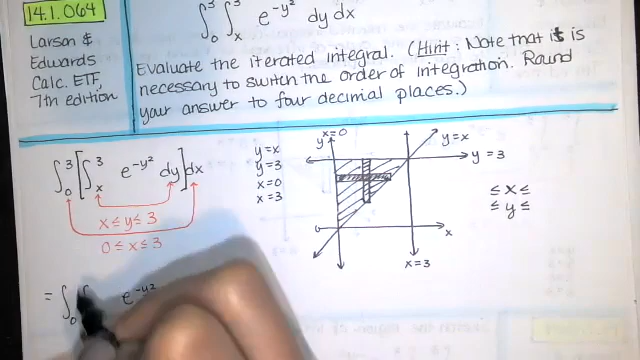 14.1.064
Larson &
Edwards
Calc. ETF,
7th edition
∫₀³ ∫ₓ³ e^(-y²) dy dx
Evaluate the iterated integral. (Hint: Note that it is
necessary to switch the order of integration. Round
your answer to four decimal places.)
∫₀³ [∫ₓ³ e^(-y²) dy] dx
x ≤ y ≤ 3
0 ≤ x ≤ 3
y = x
y = 3
x = 0
x = 3
x=0
y
y=x
y = 3
0
x
x=3
≤ x ≤
≤ y ≤
= ∫₀ ∫ e^(-y²)